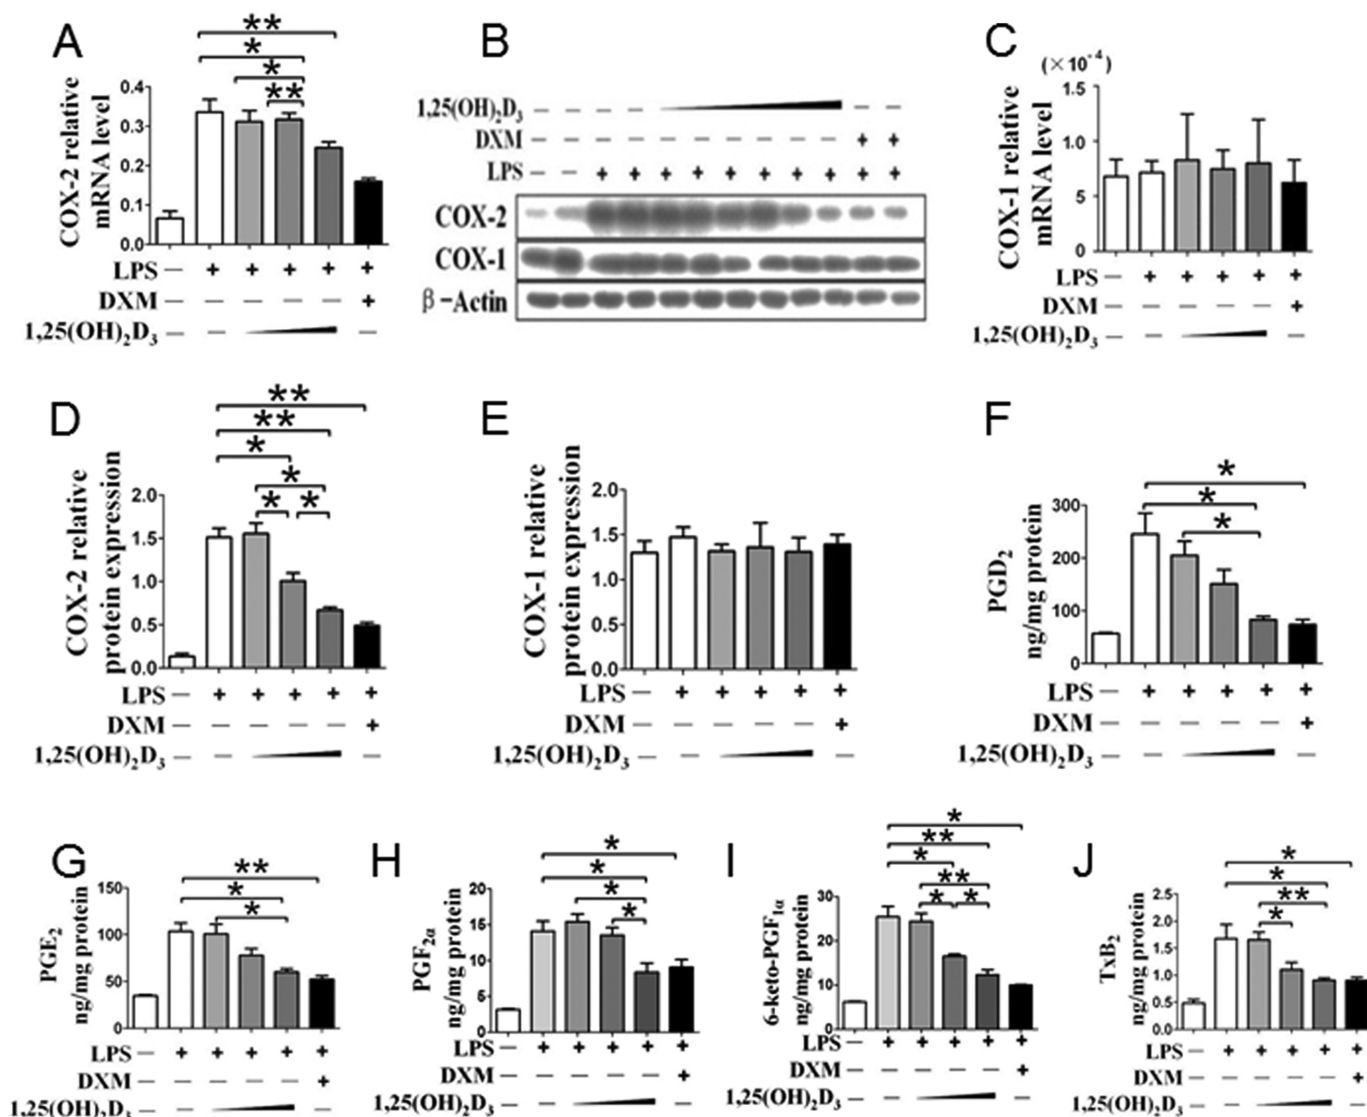 A
**
*
*
**
COX-2 relative
mRNA level
0.4
0.3
0.2
0.1
0.0
LPS — + + + + +
DXM — — — — — +
1,25(OH)₂D₃ — — —
B
1,25(OH)₂D₃ — — — — — —
DXM — — — — — — — — — — + +
LPS — — + + + + + + + + + +
COX-2
COX-1
β-Actin
C
(×10⁻⁴)
COX-1 relative
mRNA level
1.5
1.0
5
0
LPS — + + + + +
DXM — — — — — +
1,25(OH)₂D₃ — — —
D
**
**
*
*
* *
COX-2 relative
protein expression
2.0
1.5
1.0
0.5
0.0
LPS — + + + + +
DXM — — — — — +
1,25(OH)₂D₃ — — —
E
COX-1 relative
protein expression
2.0
1.5
1.0
0.5
0.0
LPS — + + + + +
DXM — — — — — +
1,25(OH)₂D₃ — — —
F
*
*
*
PGD₂
ng/mg protein
300
200
100
0
LPS — + + + + +
DXM — — — — — +
1,25(OH)₂D₃ — — —
G
**
*
*
PGE₂
ng/mg protein
150
100
50
0
LPS — + + + + +
DXM — — — — — +
1,25(OH)₂D₃ — — —
H
*
*
*
*
PGF₂α
ng/mg protein
20
15
10
5
0
LPS — + + + + +
DXM — — — — — +
1,25(OH)₂D₃ — — —
I
*
**
*
**
* *
6-keto-PGF₁α
ng/mg protein
30
20
10
0
LPS — + + + + +
DXM — — — — — +
1,25(OH)₂D₃ — — —
J
*
*
**
*
TxB₂
ng/mg protein
2.5
2.0
1.5
1.0
0.5
0.0
LPS — + + + + +
DXM — — — — — +
1,25(OH)₂D₃ — — —